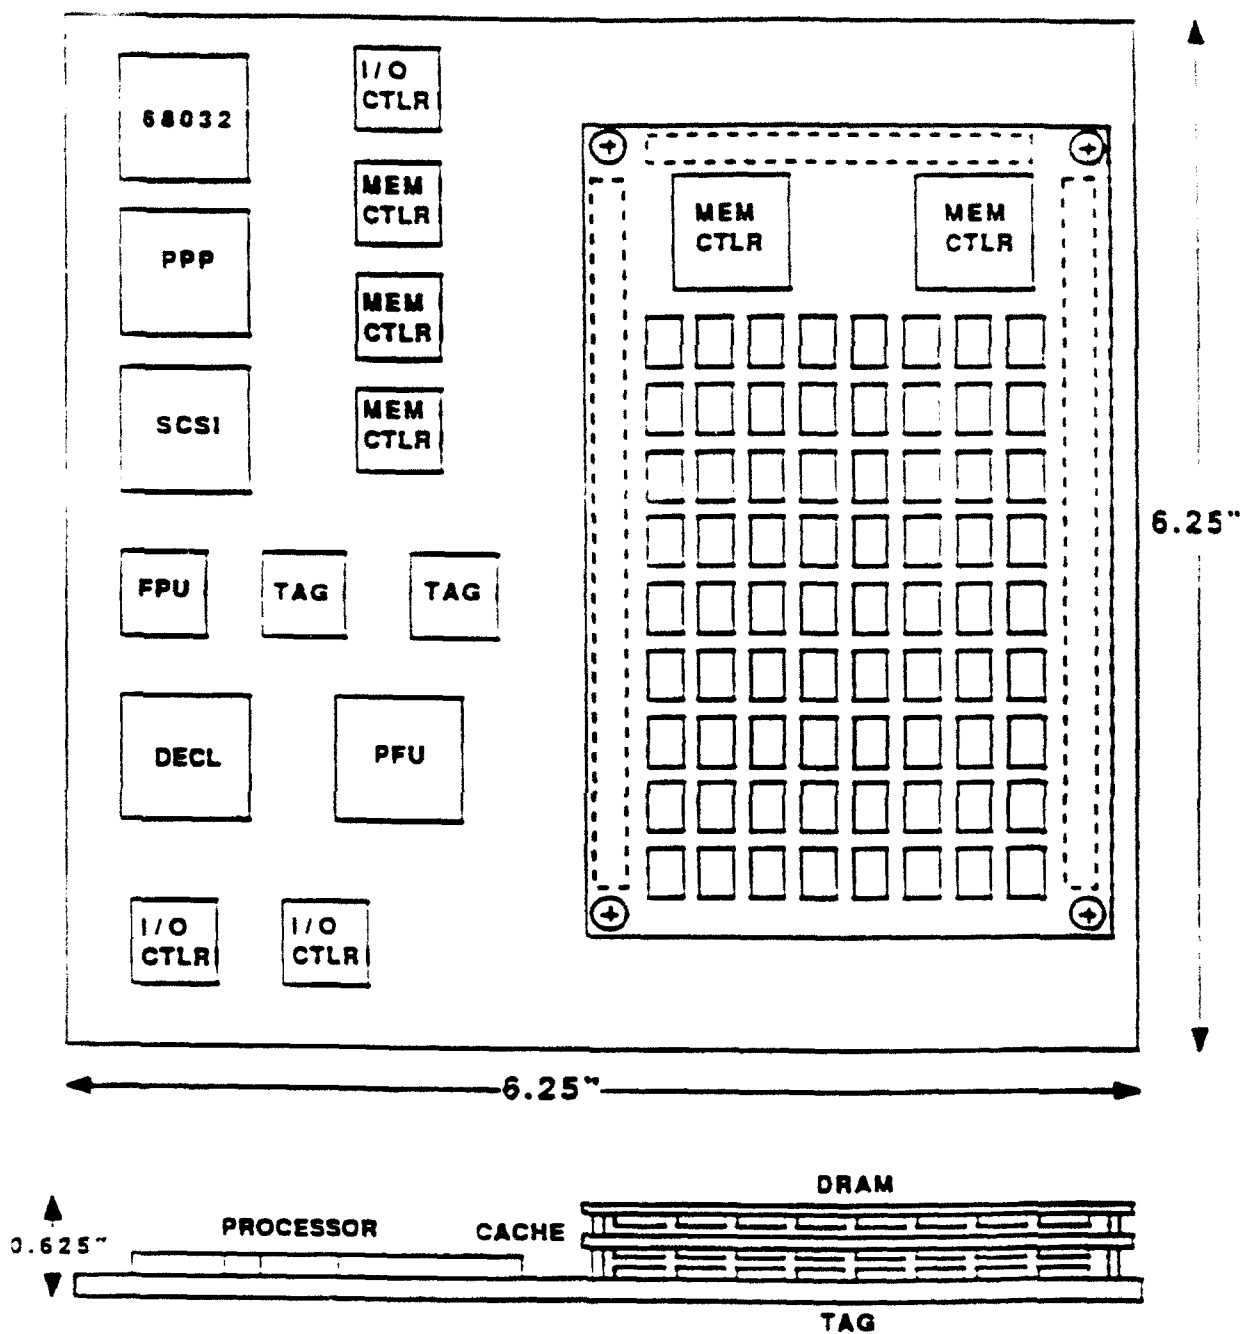 68032
I/O
CTLR
MEM
CTLR
MEM
CTLR
MEM
CTLR
PPP
SCSI
FPU
TAG
TAG
DECL
PFU
I/O
CTLR
I/O
CTLR
MEM
CTLR
MEM
CTLR
6.25"
6.25"
0.625"
PROCESSOR
CACHE
DRAM
TAG